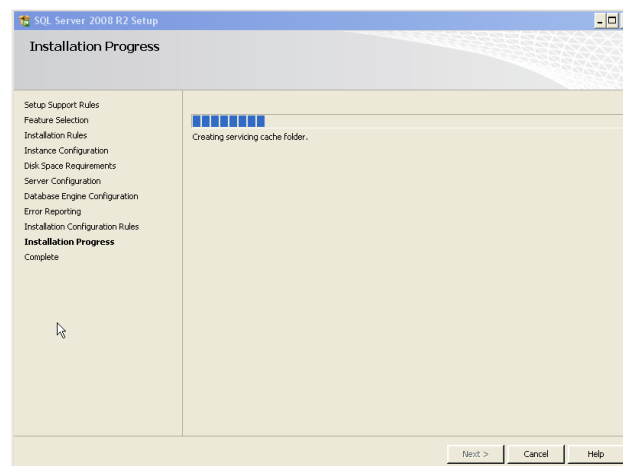 SQL Server 2008 R2 Setup
Installation Progress
Setup Support Rules
Feature Selection
Installation Rules
Instance Configuration
Disk Space Requirements
Server Configuration
Database Engine Configuration
Error Reporting
Installation Configuration Rules
Installation Progress
Complete
Creating servicing cache folder.
Next >
Cancel
Help